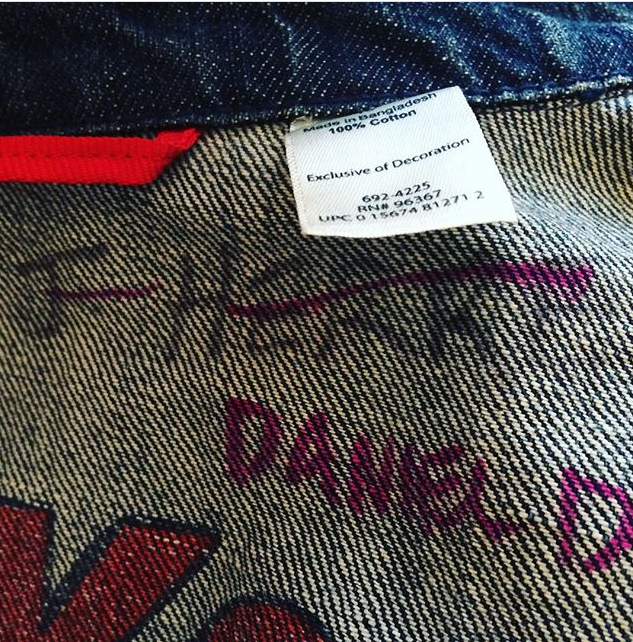 Made in Bangladesh
100% Cotton
Exclusive of Decoration
692-4225
RN# 96367
UPC 0 15674 81271 2
DANIEL D